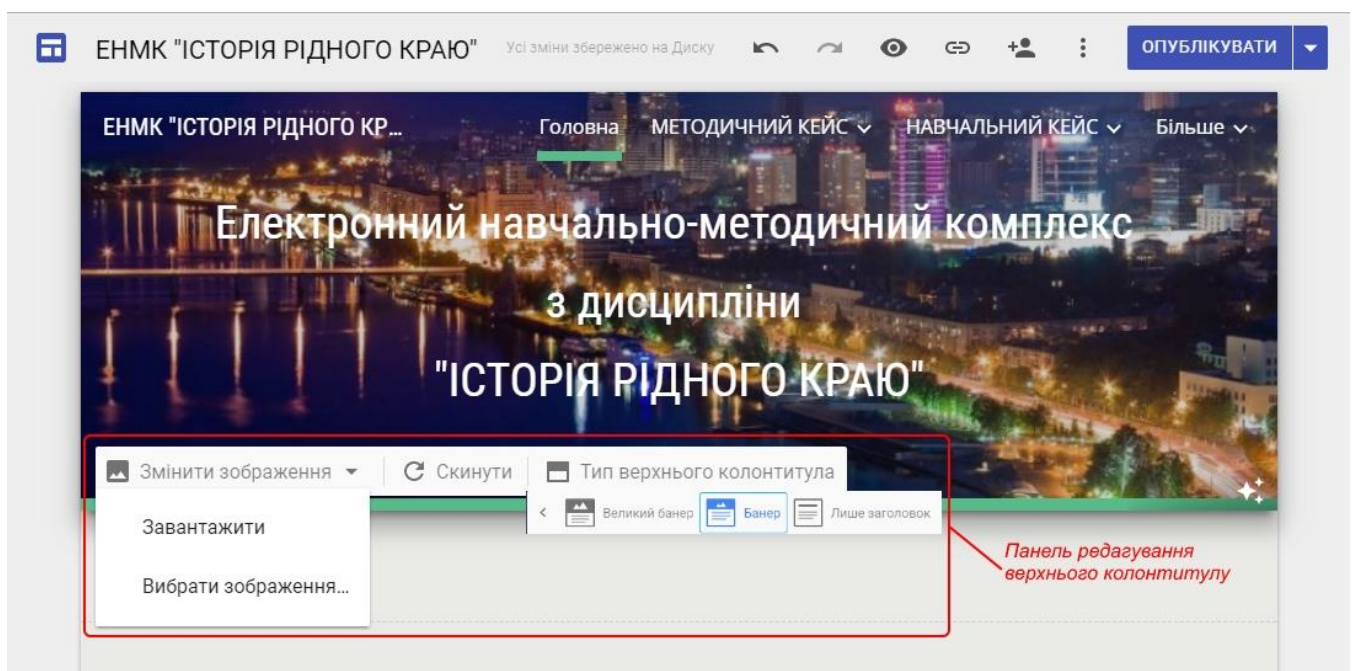 ЕНМК "ІСТОРІЯ РІДНОГО КРАЮ" Усі зміни збережено на Диску ОПУБЛІКУВАТИ
ЕНМК "ІСТОРІЯ РІДНОГО КР... Головна МЕТОДИЧНИЙ КЕЙС НАВЧАЛЬНИЙ КЕЙС Більше
Електронний навчально-методичний комплекс
з дисципліни
"ІСТОРІЯ РІДНОГО КРАЮ"
Змінити зображення Скинути Тип верхнього колонтитула
Великий банер Банер Лише заголовок
Завантажити
Вибрати зображення...
Панель редагування
верхнього колонтитулу